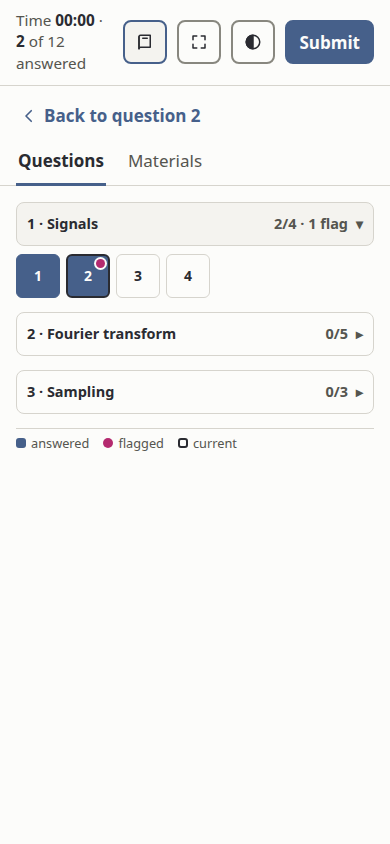 Time 00:00 ·
2 of 12
answered
Submit
Back to question 2
Questions Materials
1 · Signals 2/4 · 1 flag ▾
1 2 3 4
2 · Fourier transform 0/5 ▸
3 · Sampling 0/3 ▸
answered flagged current